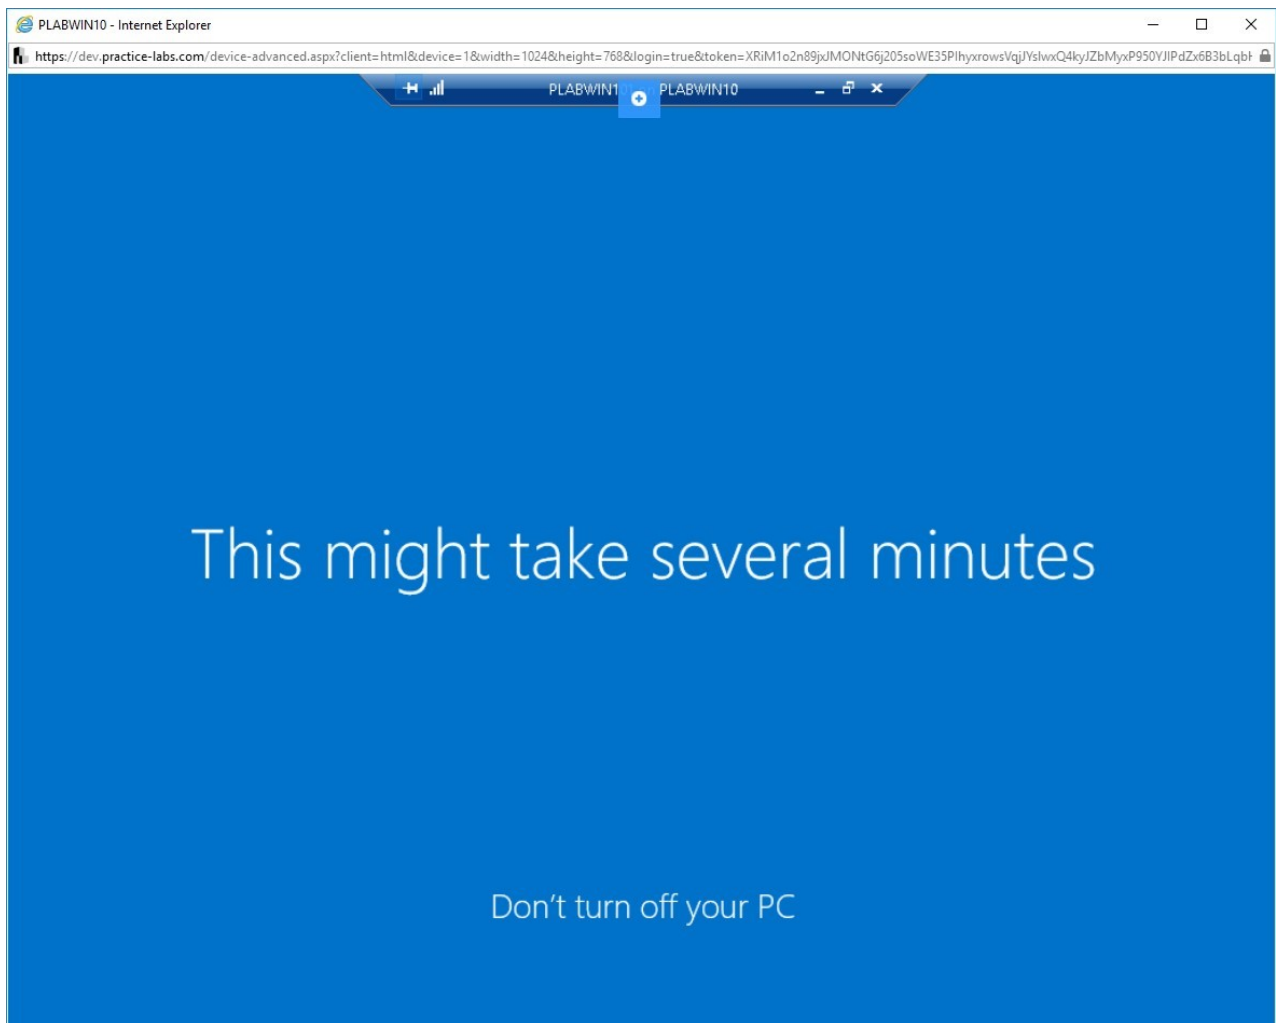 PLABWIN10 - Internet Explorer
https://dev.practice-labs.com/device-advanced.aspx?client=html&device=1&width=1024&height=768&login=true&token=
PLABWIN10 PLABWIN10
This might take several minutes
Don't turn off your PC